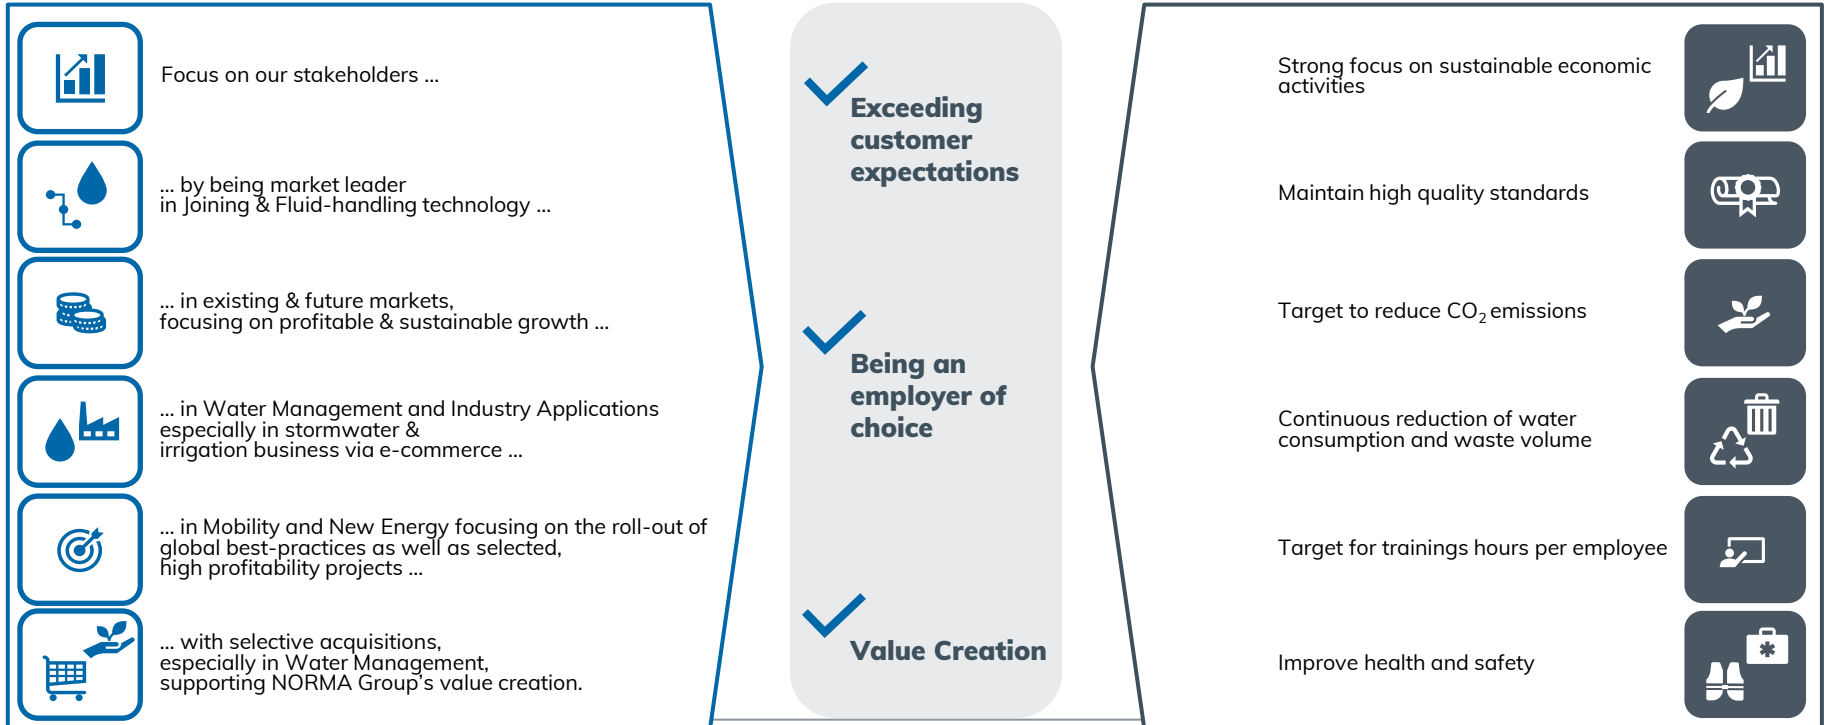 Focus on our stakeholders ...
... by being market leader
in Joining & Fluid-handling technology ...
... in existing & future markets,
focusing on profitable & sustainable growth ...
... in Water Management and Industry Applications
especially in stormwater &
irrigation business via e-commerce ...
... in Mobility and New Energy focusing on the roll-out of
global best-practices as well as selected,
high profitability projects ...
... with selective acquisitions,
especially in Water Management,
supporting NORMA Group’s value creation.
Exceeding
customer
expectations
Being an
employer of
choice
Value Creation
Strong focus on sustainable economic
activities
Maintain high quality standards
Target to reduce CO₂ emissions
Continuous reduction of water
consumption and waste volume
Target for trainings hours per employee
Improve health and safety